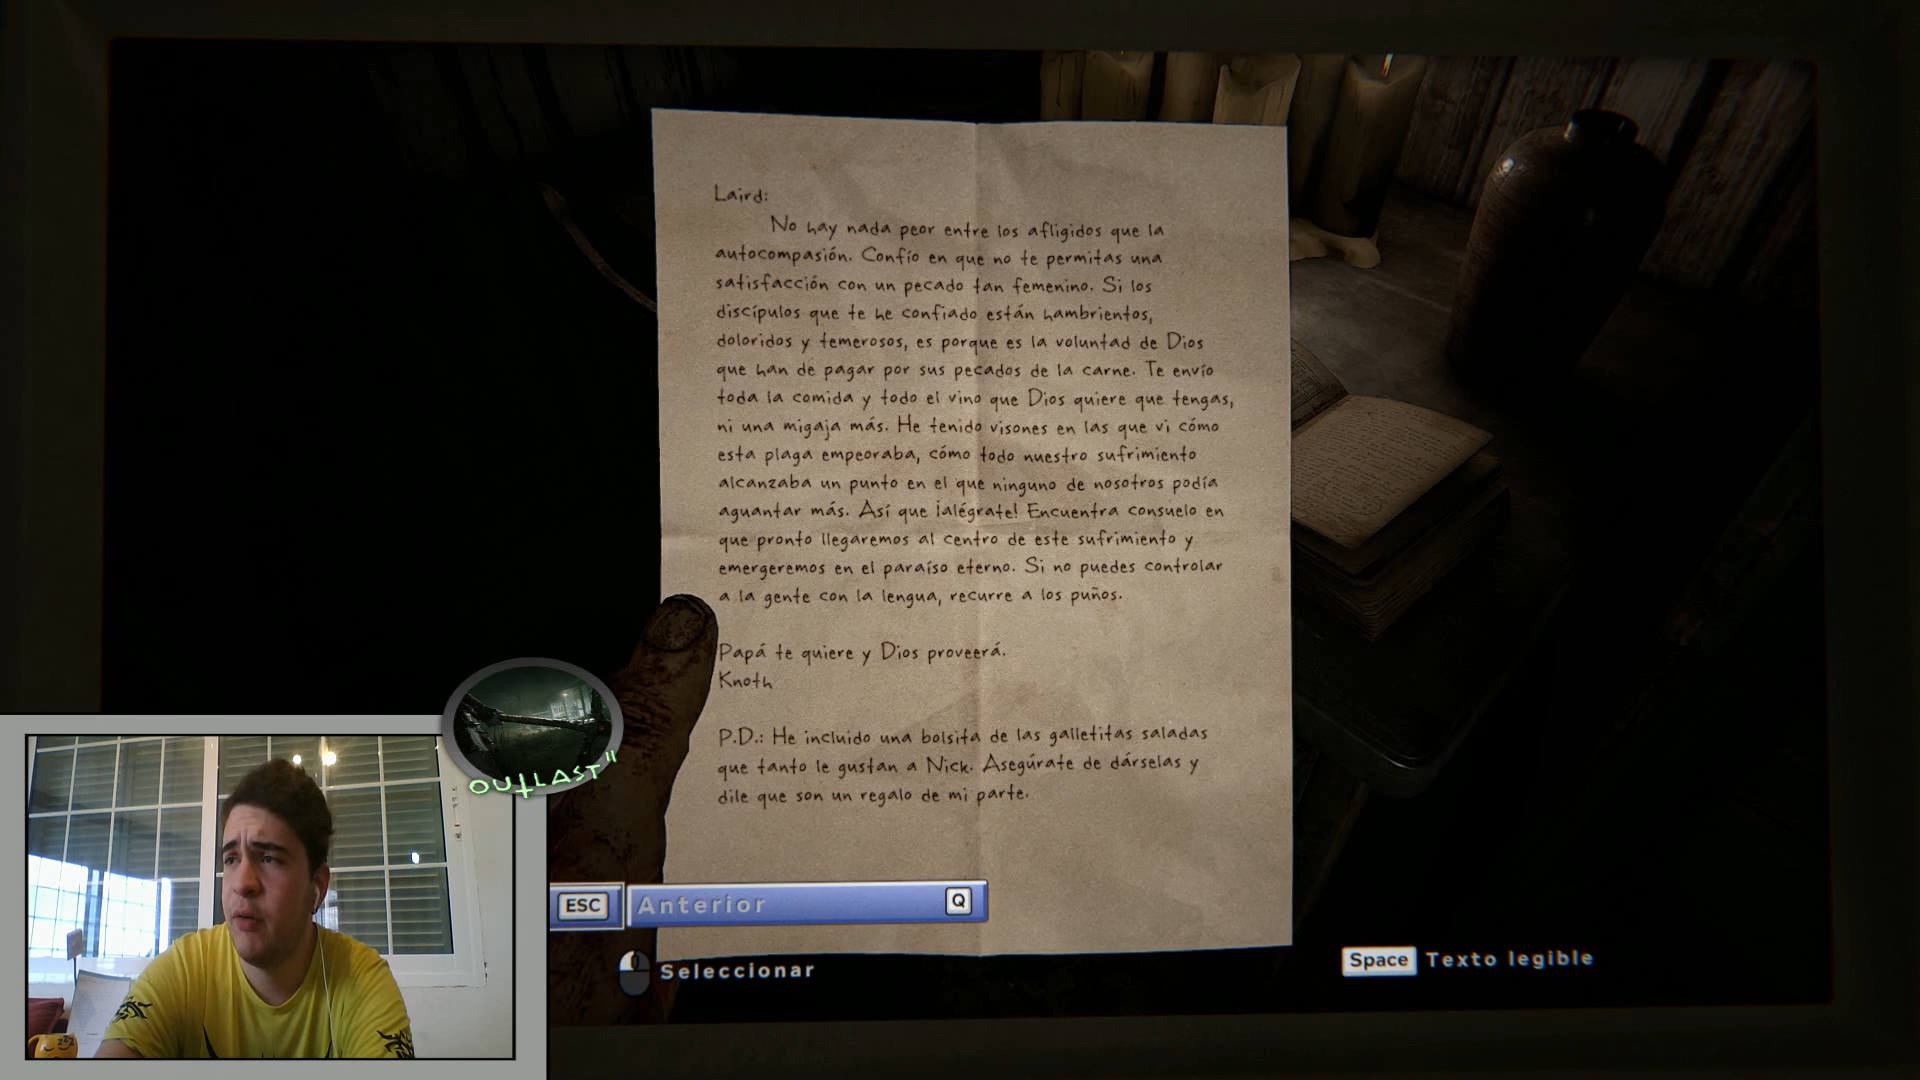 Laird:
No hay nada peor entre los afligidos que la
autocompasión. Confío en que no te permitas una
satisfacción con un pecado tan femenino. Si los
discípulos que te he confiado están hambrientos,
doloridos y temerosos, es porque es la voluntad de Dios
que han de pagar por sus pecados de la carne. Te envío
toda la comida y todo el vino que Dios quiere que tengas,
ni una migaja más. He tenido visones en las que vi cómo
esta plaga empeoraba, cómo todo nuestro sufrimiento
alcanzaba un punto en el que ninguno de nosotros podía
aguantar más. Así que ¡alégrate! Encuentra consuelo en
que pronto llegaremos al centro de este sufrimiento y
emergeremos en el paraíso eterno. Si no puedes controlar
a la gente con la lengua, recurre a los puños.
Papá te quiere y Dios proveerá.
Knoth
P.D.: He incluido una bolsita de las galletitas saladas
que tanto le gustan a Nick. Asegúrate de dárselas y
dile que son un regalo de mi parte.
OUTLAST II
ESC Anterior Q
Seleccionar
Space Texto legible